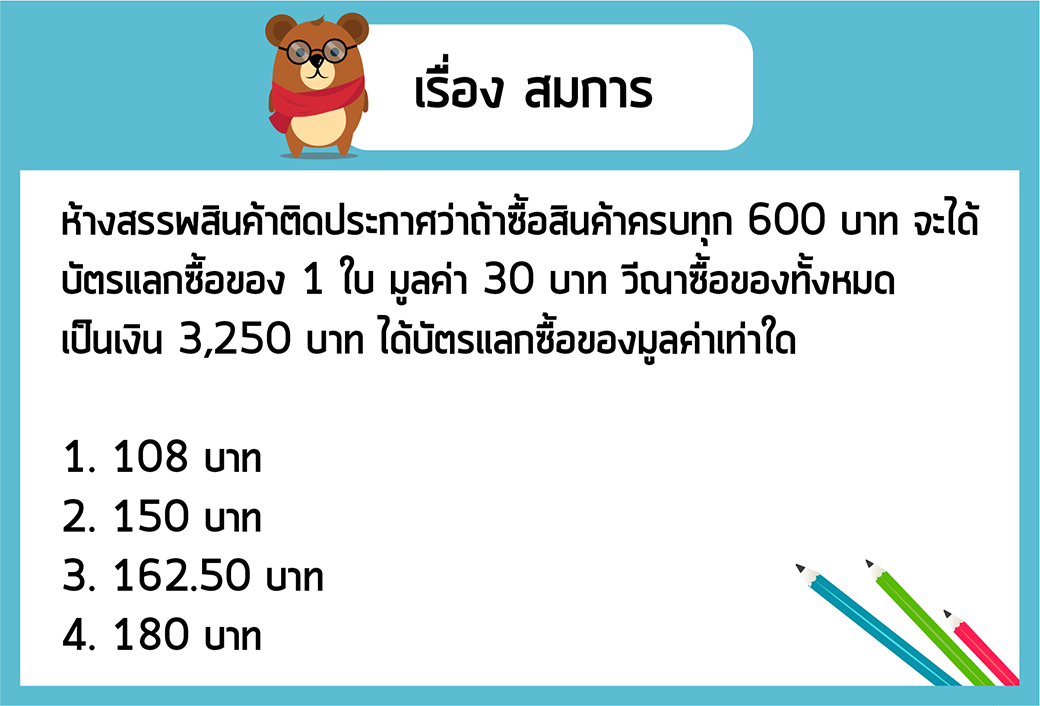 เรื่อง สมการ
ห้างสรรพสินค้าติดประกาศว่าถ้าซื้อสินค้าครบทุก 600 บาท จะได้
บัตรแลกซื้อของ 1 ใบ มูลค่า 30 บาท วีณาซื้อของทั้งหมด
เป็นเงิน 3,250 บาท ได้บัตรแลกซื้อของมูลค่าเท่าใด
1. 108 บาท
2. 150 บาท
3. 162.50 บาท
4. 180 บาท